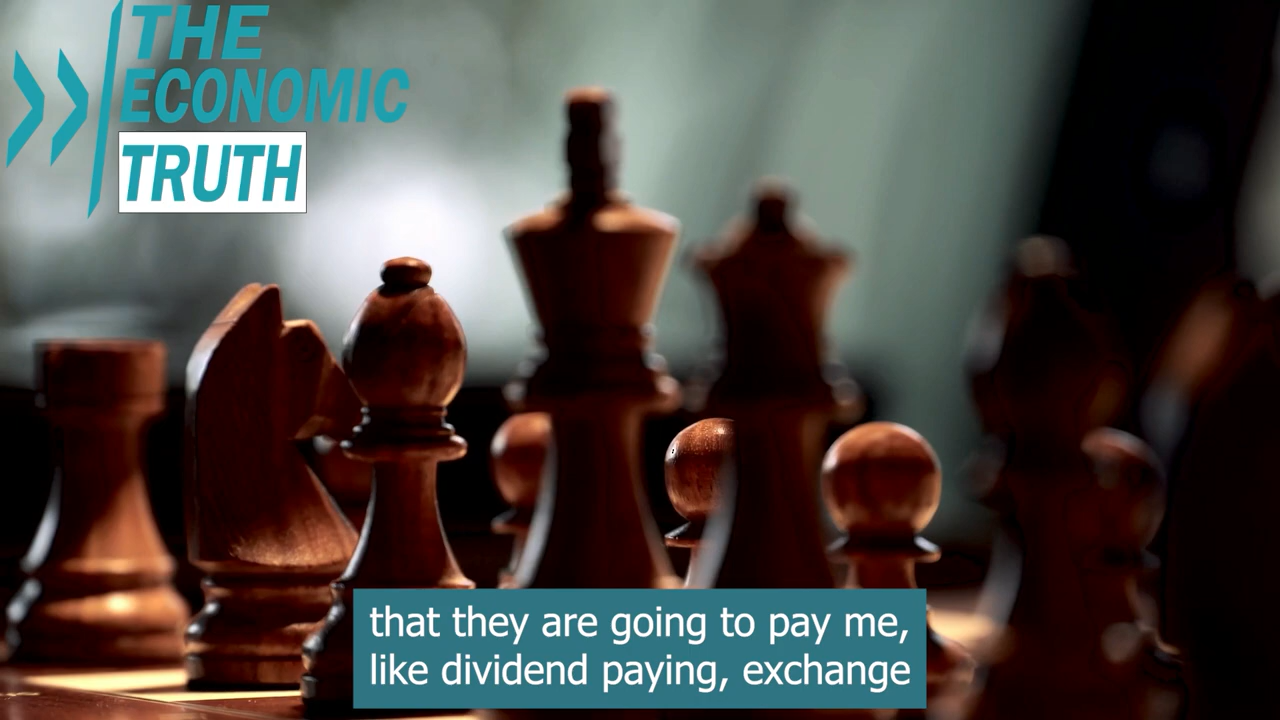 THE
ECONOMIC
TRUTH
that they are going to pay me,
like dividend paying, exchange